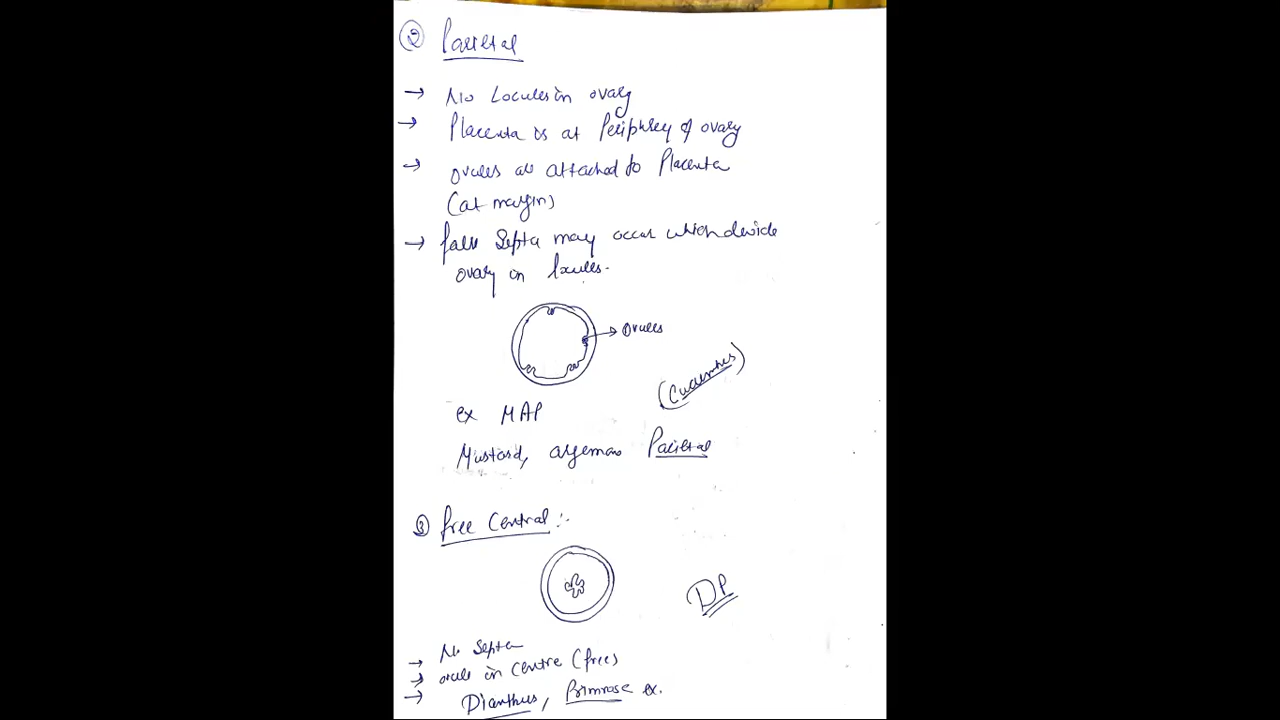 ② Parietal
→ No Locules in ovary
→ Placenta is at Periphrey of ovary
→ ovules are attached to Placenta
(at margin)
→ false Septa may occur which devide
ovary in locules.
→ Ovules
(Cucumber)
ex MAP
Mustard, argemone Parietal
③ free Central :-
DP
→ No Septa
→ ovule in centre (free)
→ Dianthus, Primrose ex.